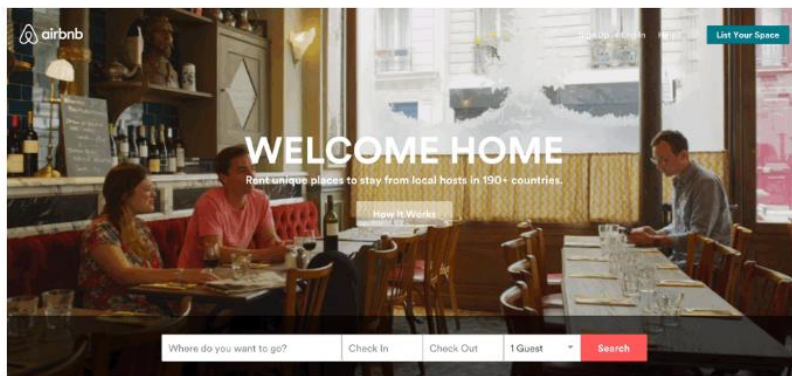 airbnb
Sign Up Log In Help
List Your Space
WELCOME HOME
Rent unique places to stay from local hosts in 190+ countries.
How It Works
Where do you want to go?
Check In
Check Out
1 Guest
Search